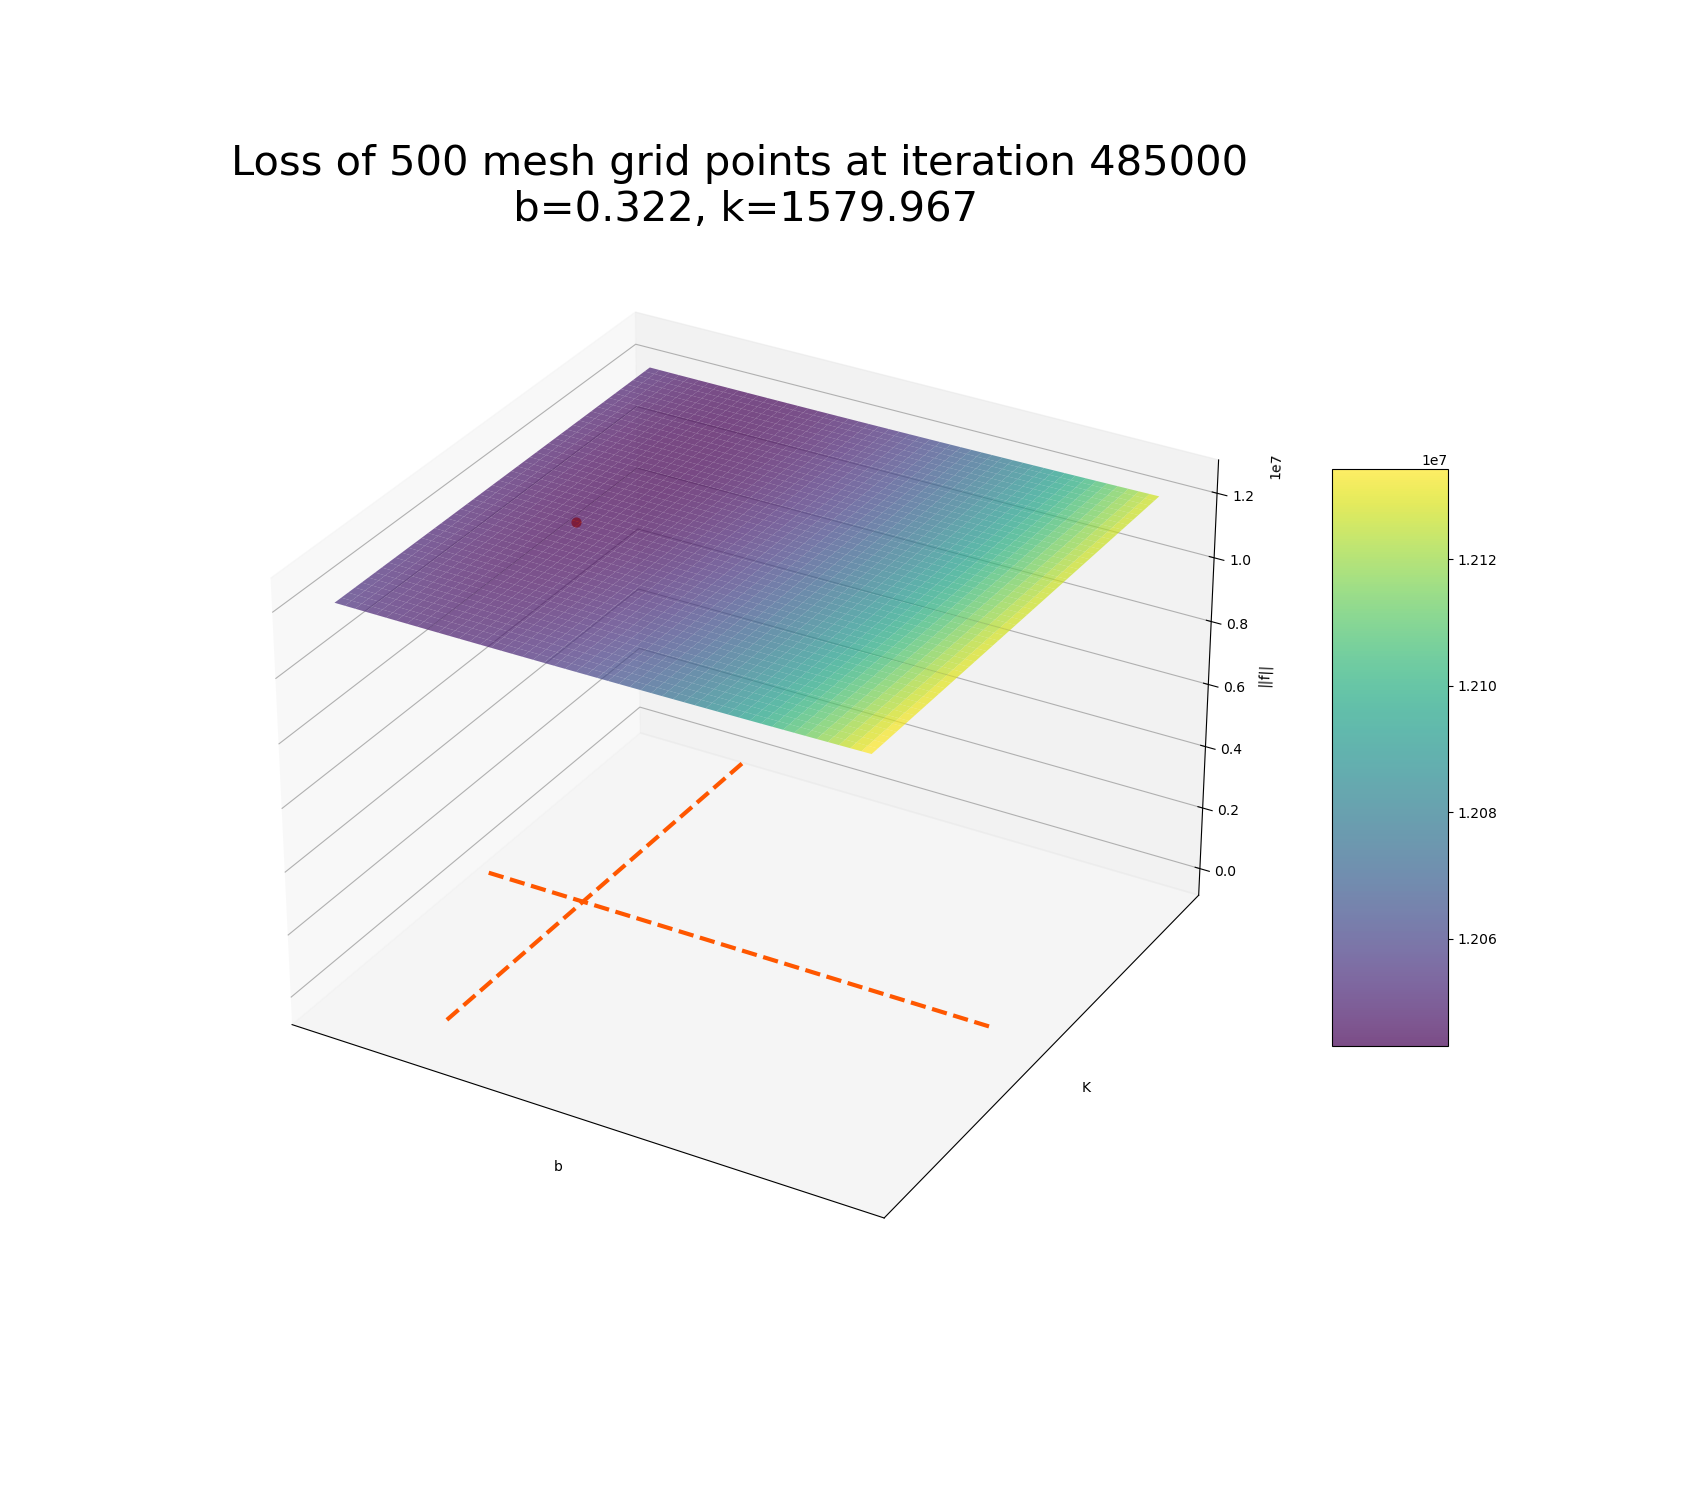 Loss of 500 mesh grid points at iteration 485000
b=0.322, k=1579.967
1e7
1.2
1.0
0.8
0.6
0.4
0.2
0.0
||f||
K
b
1e7
1.212
1.210
1.208
1.206